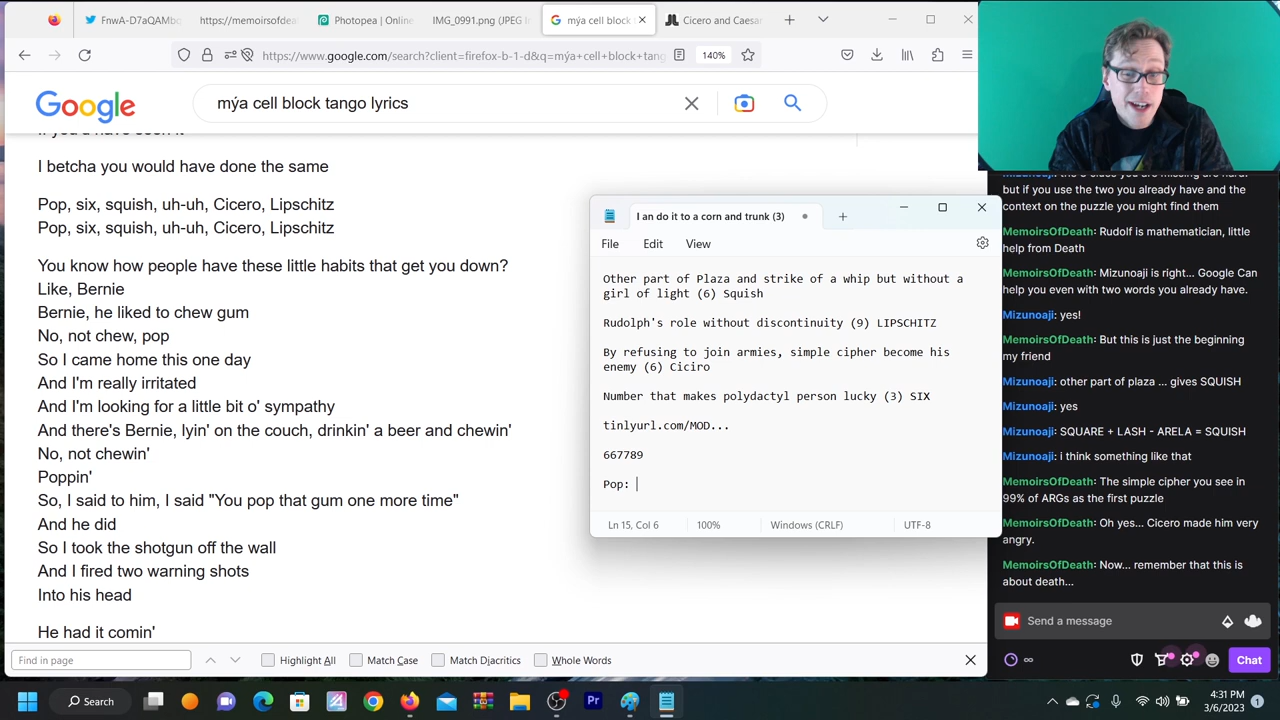 FnwA-D7aQAMbq
https://memoirsofdea
Photopea | Online
IMG_0991.png (JPEG I
mýa cell block
Cicero and Caesar
https://www.google.com/search?client=firefox-b-1-d&q=mýa+cell+block+tang
140%
Google
mýa cell block tango lyrics
If you'd have seen it
I betcha you would have done the same
Pop, six, squish, uh-uh, Cicero, Lipschitz
Pop, six, squish, uh-uh, Cicero, Lipschitz
You know how people have these little habits that get you down?
Like, Bernie
Bernie, he liked to chew gum
No, not chew, pop
So I came home this one day
And I'm really irritated
And I'm looking for a little bit o' sympathy
And there's Bernie, lyin' on the couch, drinkin' a beer and chewin'
No, not chewin'
Poppin'
So, I said to him, I said "You pop that gum one more time"
And he did
So I took the shotgun off the wall
And I fired two warning shots
Into his head
He had it comin'
Find in page
Highlight All
Match Case
Match Diacritics
Whole Words
I an do it to a corn and trunk (3)
File
Edit
View
Other part of Plaza and strike of a whip but without a
girl of light (6) Squish
Rudolph's role without discontinuity (9) LIPSCHITZ
By refusing to join armies, simple cipher become his
enemy (6) Ciciro
Number that makes polydactyl person lucky (3) SIX
tinlyurl.com/MOD...
667789
Pop:
Ln 15, Col 6
100%
Windows (CRLF)
UTF-8
but if you use the two you already have and the
context on the puzzle you might find them
MemoirsOfDeath: Rudolf is mathematician, little
help from Death
MemoirsOfDeath: Mizunoaji is right... Google Can
help you even with two words you already have.
Mizunoaji: yes!
MemoirsOfDeath: But this is just the beginning
my friend
Mizunoaji: other part of plaza ... gives SQUISH
Mizunoaji: yes
Mizunoaji: SQUARE + LASH - ARELA = SQUISH
Mizunoaji: i think something like that
MemoirsOfDeath: The simple cipher you see in
99% of ARGs as the first puzzle
MemoirsOfDeath: Oh yes... Cicero made him very
angry.
MemoirsOfDeath: Now... remember that this is
about death...
Send a message
Chat
Search
Pr
4:31 PM
3/6/2023
1